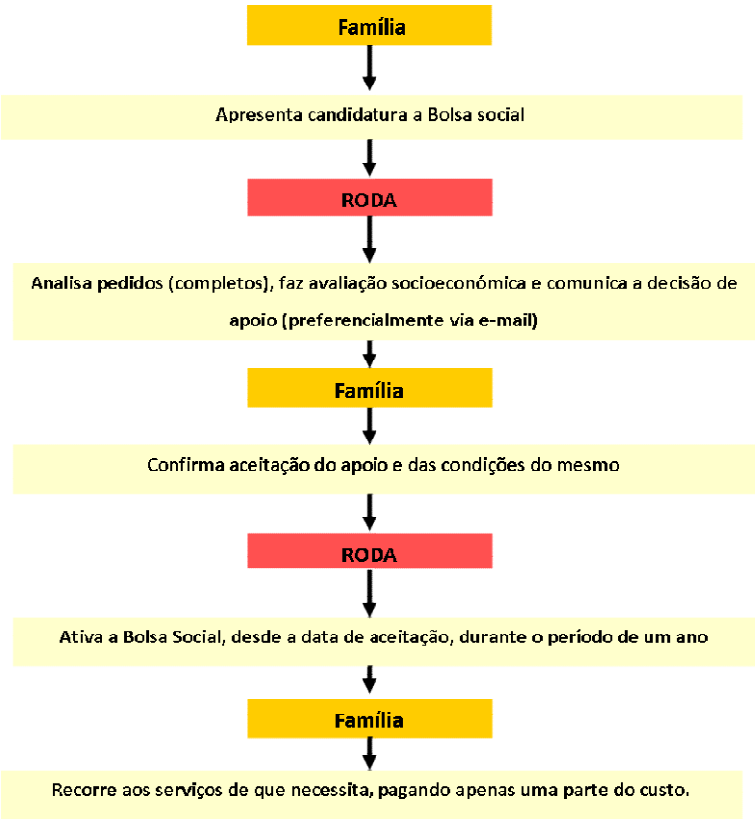 Família
Apresenta candidatura a Bolsa social
RODA
Analisa pedidos (completos), faz avaliação socioeconómica e comunica a decisão de
apoio (preferencialmente via e-mail)
Família
Confirma aceitação do apoio e das condições do mesmo
RODA
Ativa a Bolsa Social, desde a data de aceitação, durante o período de um ano
Família
Recorre aos serviços de que necessita, pagando apenas uma parte do custo.